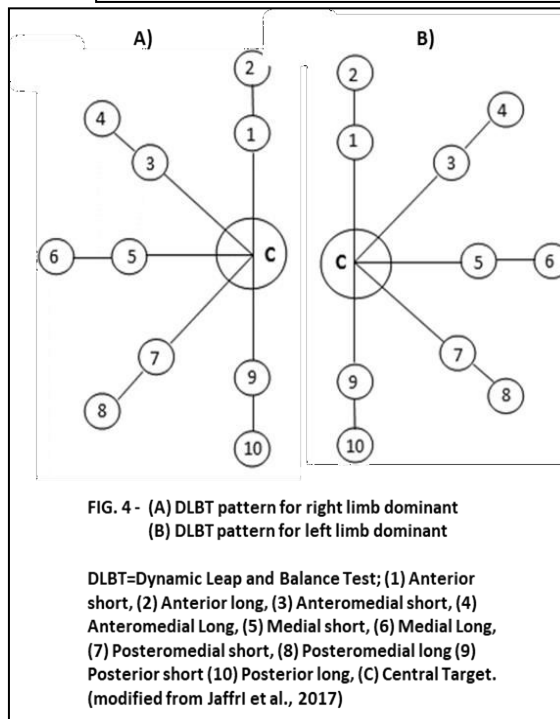 A) B)
2 2
4 1 1 4
3 3
6 5 C C 5 6
7 7
8 9 9 8
10 10
FIG. 4 - (A) DLBT pattern for right limb dominant
(B) DLBT pattern for left limb dominant
DLBT=Dynamic Leap and Balance Test; (1) Anterior
short, (2) Anterior long, (3) Anteromedial short, (4)
Anteromedial Long, (5) Medial short, (6) Medial Long,
(7) Posteromedial short, (8) Posteromedial long (9)
Posterior short (10) Posterior long, (C) Central Target.
(modified from JaffrI et al., 2017)